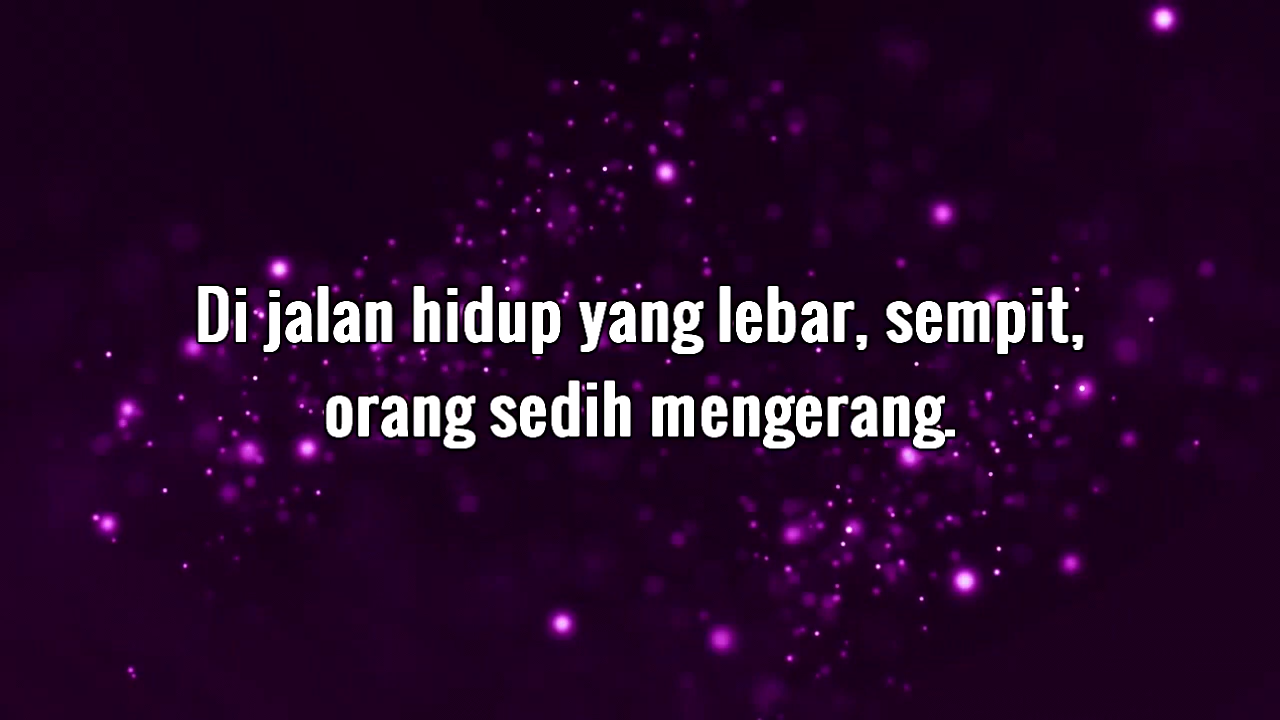 Di jalan hidup yang lebar, sempit,
orang sedih mengerang.